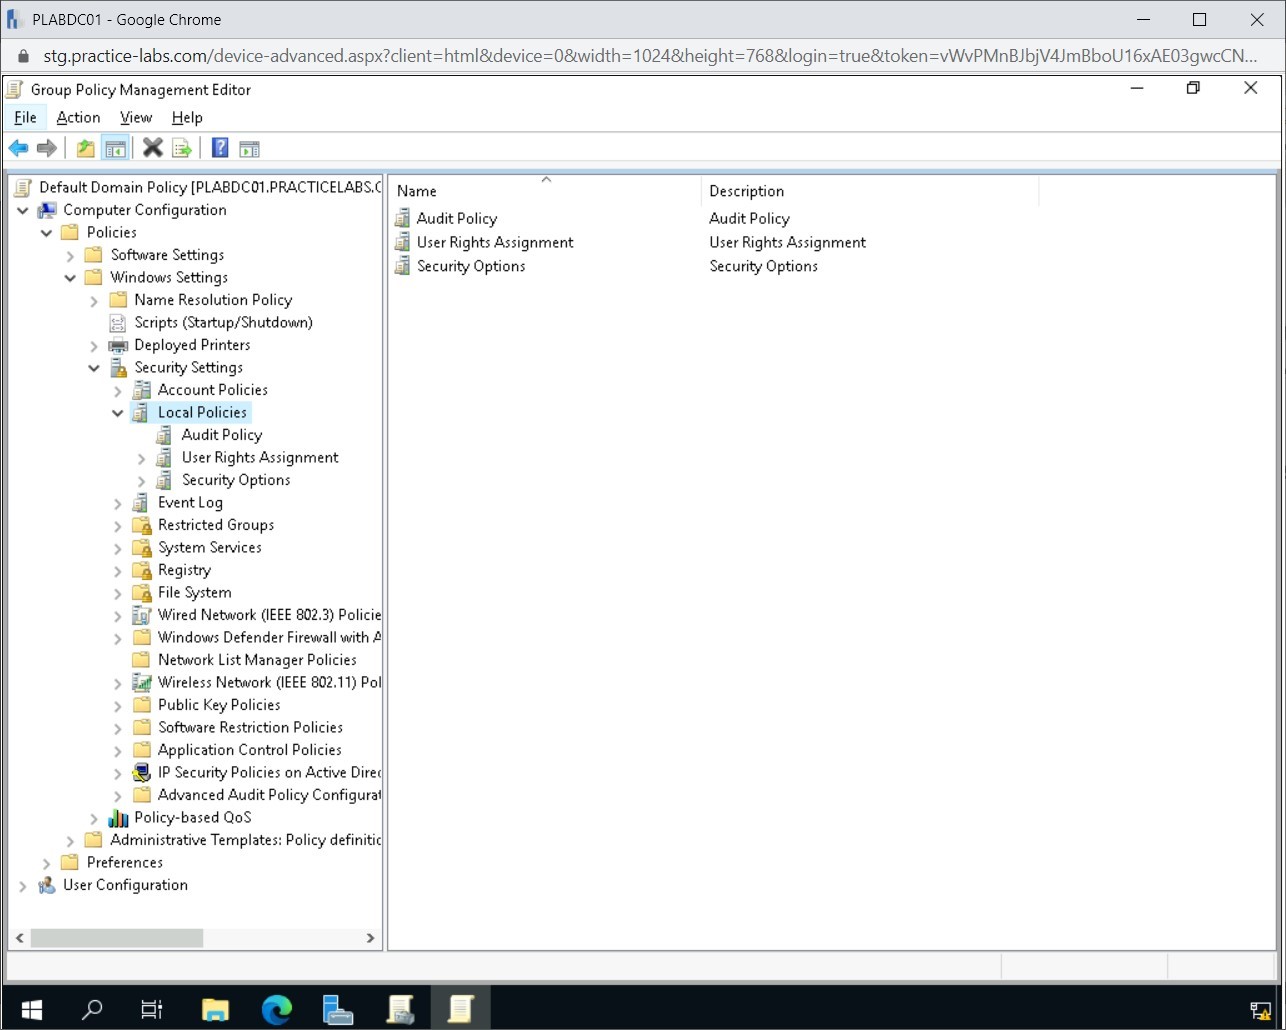 PLABDC01 - Google Chrome
stg.practice-labs.com/device-advanced.aspx?client=html&device=0&width=1024&height=768&login=true&token=vWvPMnBJbjV4JmBboU16xAE03gwcCN...
Group Policy Management Editor
File Action View Help
Default Domain Policy [PLABDC01.PRACTICELABS.C
Computer Configuration
Policies
Software Settings
Windows Settings
Name Resolution Policy
Scripts (Startup/Shutdown)
Deployed Printers
Security Settings
Account Policies
Local Policies
Audit Policy
User Rights Assignment
Security Options
Event Log
Restricted Groups
System Services
Registry
File System
Wired Network (IEEE 802.3) Policie
Windows Defender Firewall with A
Network List Manager Policies
Wireless Network (IEEE 802.11) Pol
Public Key Policies
Software Restriction Policies
Application Control Policies
IP Security Policies on Active Direc
Advanced Audit Policy Configurat
Policy-based QoS
Administrative Templates: Policy definitic
Preferences
User Configuration
Name Description
Audit Policy Audit Policy
User Rights Assignment User Rights Assignment
Security Options Security Options